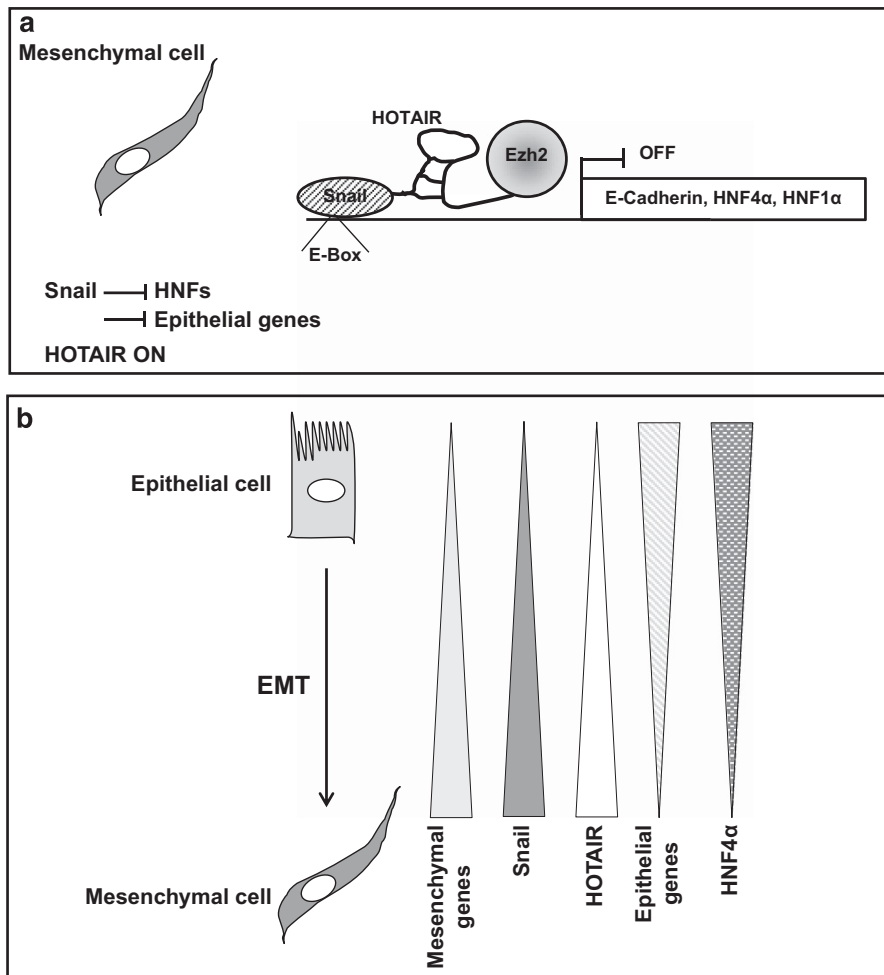 a
Mesenchymal cell
HOTAIR
Ezh2
OFF
Snail
E-Cadherin, HNF4α, HNF1α
E-Box
Snail HNFs
Epithelial genes
HOTAIR ON
b
Epithelial cell
EMT
Mesenchymal cell
Mesenchymal
genes
Snail
HOTAIR
Epithelial
genes
HNF4α